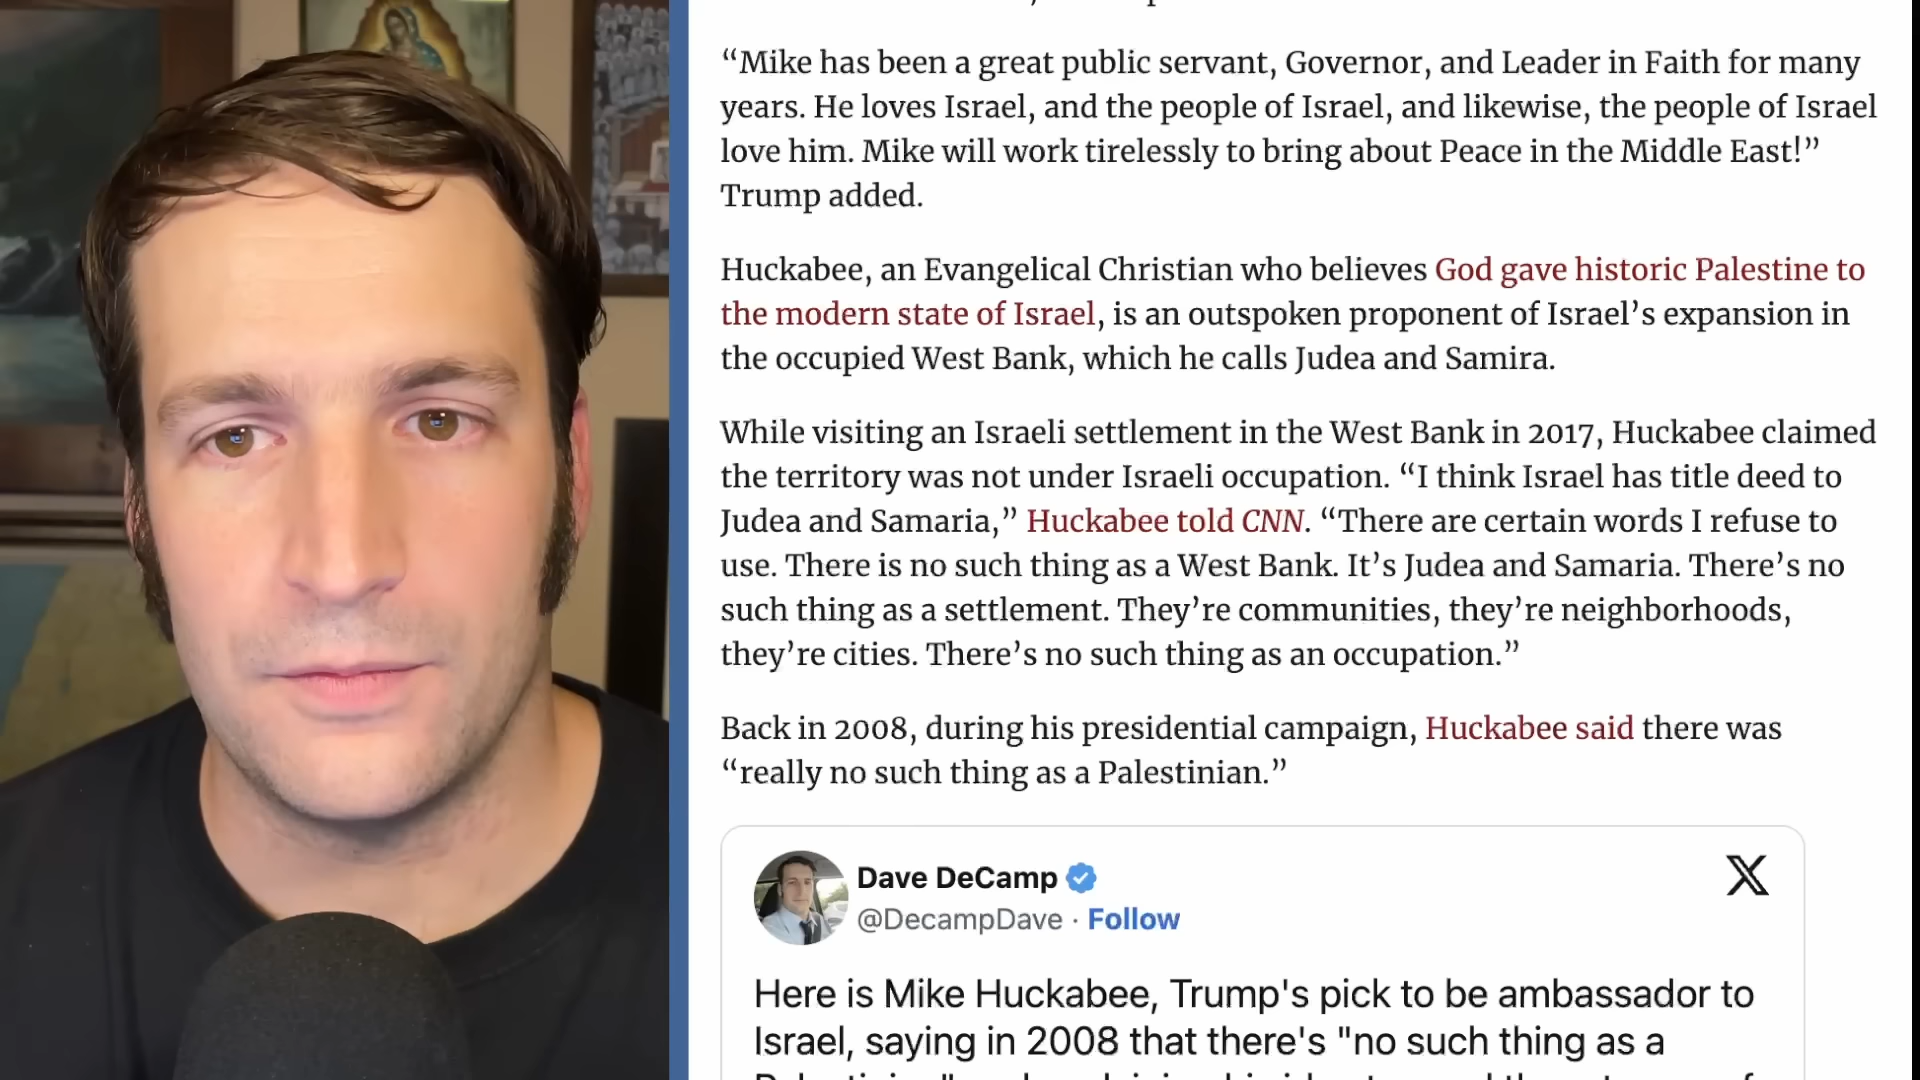 “Mike has been a great public servant, Governor, and Leader in Faith for many
years. He loves Israel, and the people of Israel, and likewise, the people of Israel
love him. Mike will work tirelessly to bring about Peace in the Middle East!”
Trump added.
Huckabee, an Evangelical Christian who believes God gave historic Palestine to
the modern state of Israel, is an outspoken proponent of Israel’s expansion in
the occupied West Bank, which he calls Judea and Samira.
While visiting an Israeli settlement in the West Bank in 2017, Huckabee claimed
the territory was not under Israeli occupation. “I think Israel has title deed to
Judea and Samaria,” Huckabee told CNN. “There are certain words I refuse to
use. There is no such thing as a West Bank. It’s Judea and Samaria. There’s no
such thing as a settlement. They’re communities, they’re neighborhoods,
they’re cities. There’s no such thing as an occupation.”
Back in 2008, during his presidential campaign, Huckabee said there was
“really no such thing as a Palestinian.”
Dave DeCamp
@DecampDave · Follow
Here is Mike Huckabee, Trump's pick to be ambassador to
Israel, saying in 2008 that there's "no such thing as a